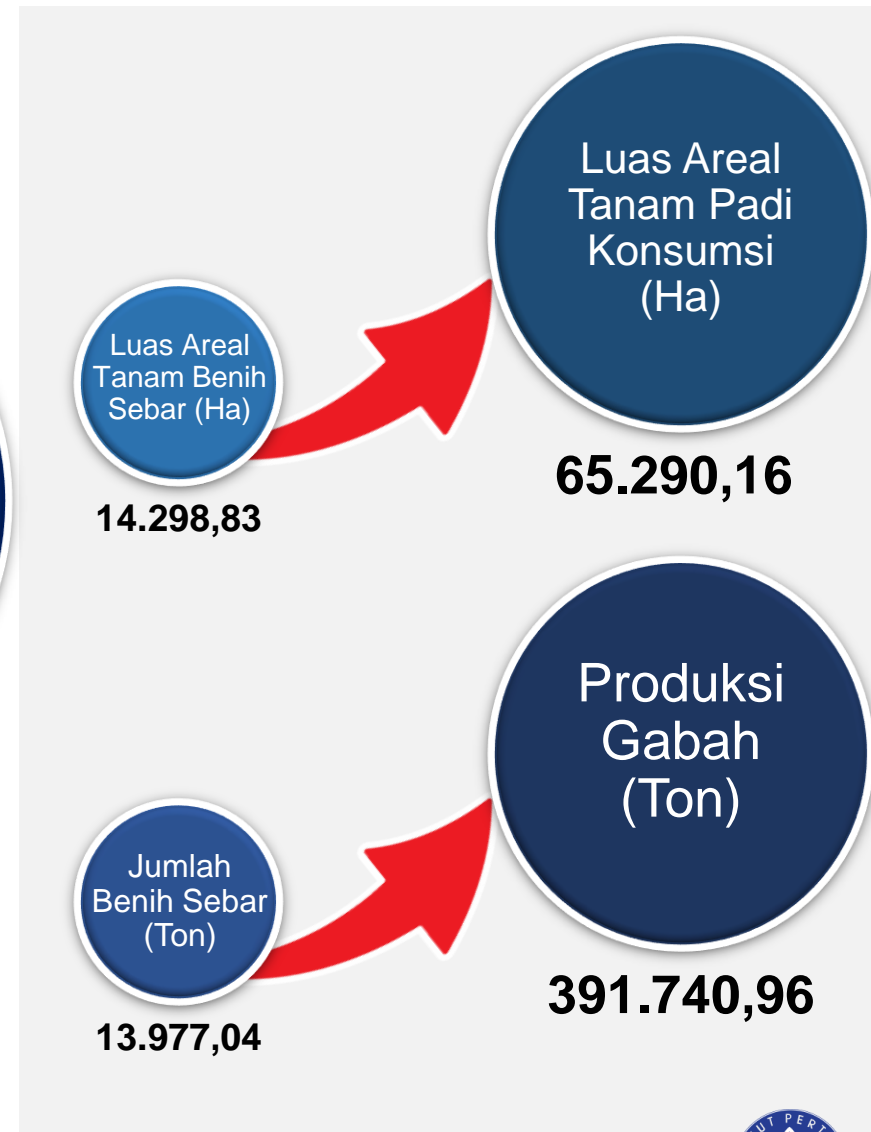 Luas Areal
Tanam Padi
Konsumsi
(Ha)
65.290,16
Luas Areal
Tanam Benih
Sebar (Ha)
14.298,83
Produksi
Gabah
(Ton)
391.740,96
Jumlah
Benih Sebar
(Ton)
13.977,04